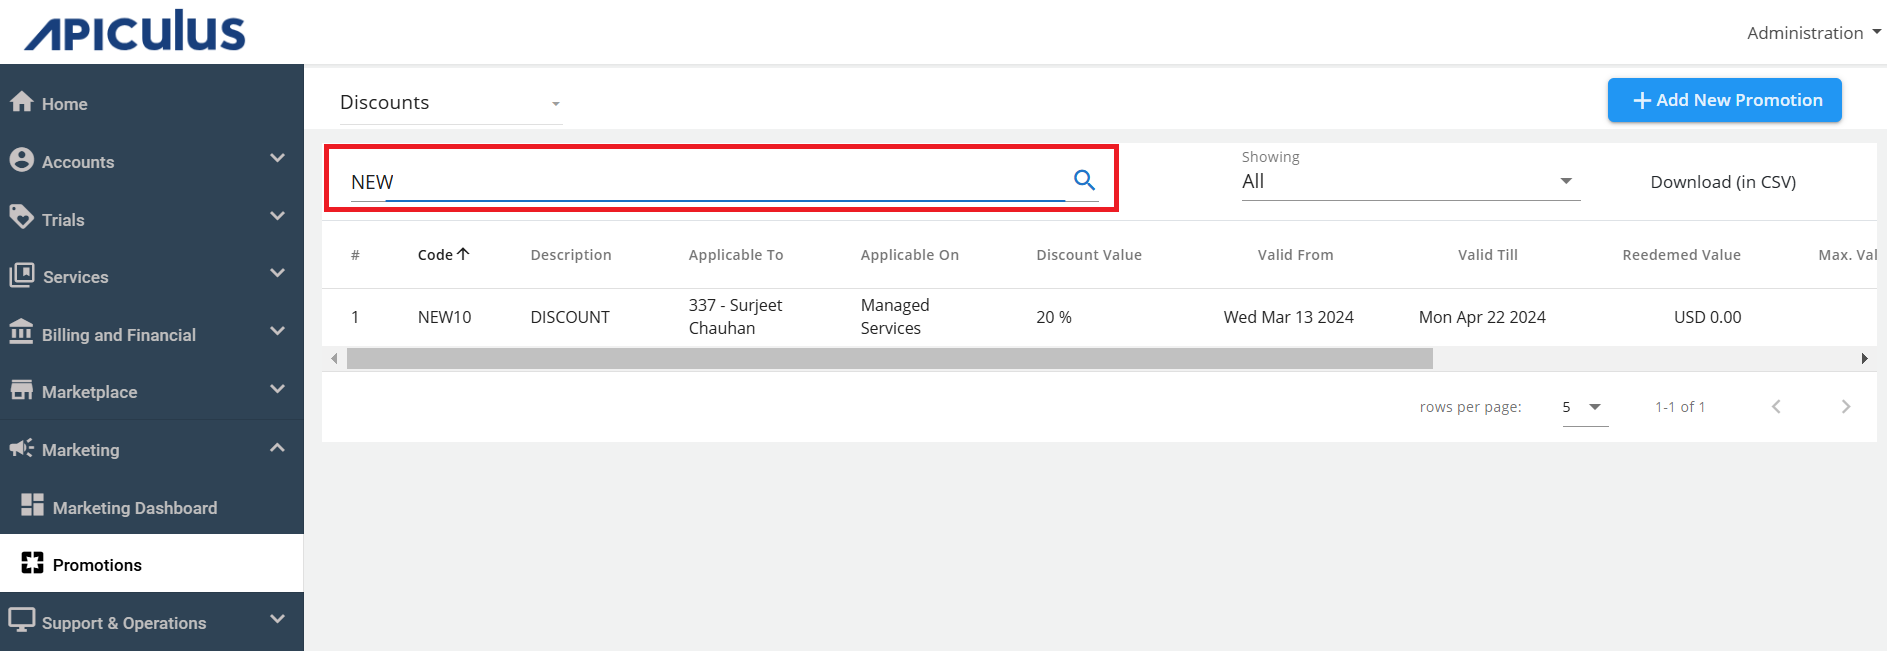 APICULUS
Administration
Home
Accounts
Trials
Services
Billing and Financial
Marketplace
Marketing
Marketing Dashboard
Promotions
Support & Operations
Discounts
Add New Promotion
NEW
Showing
All
Download (in CSV)
# Code Description Applicable To Applicable On Discount Value Valid From Valid Till Reedemed Value Max. Val
1 NEW10 DISCOUNT 337 - Surjeet Managed 20 % Wed Mar 13 2024 Mon Apr 22 2024 USD 0.00
Chauhan Services
rows per page: 5 1-1 of 1